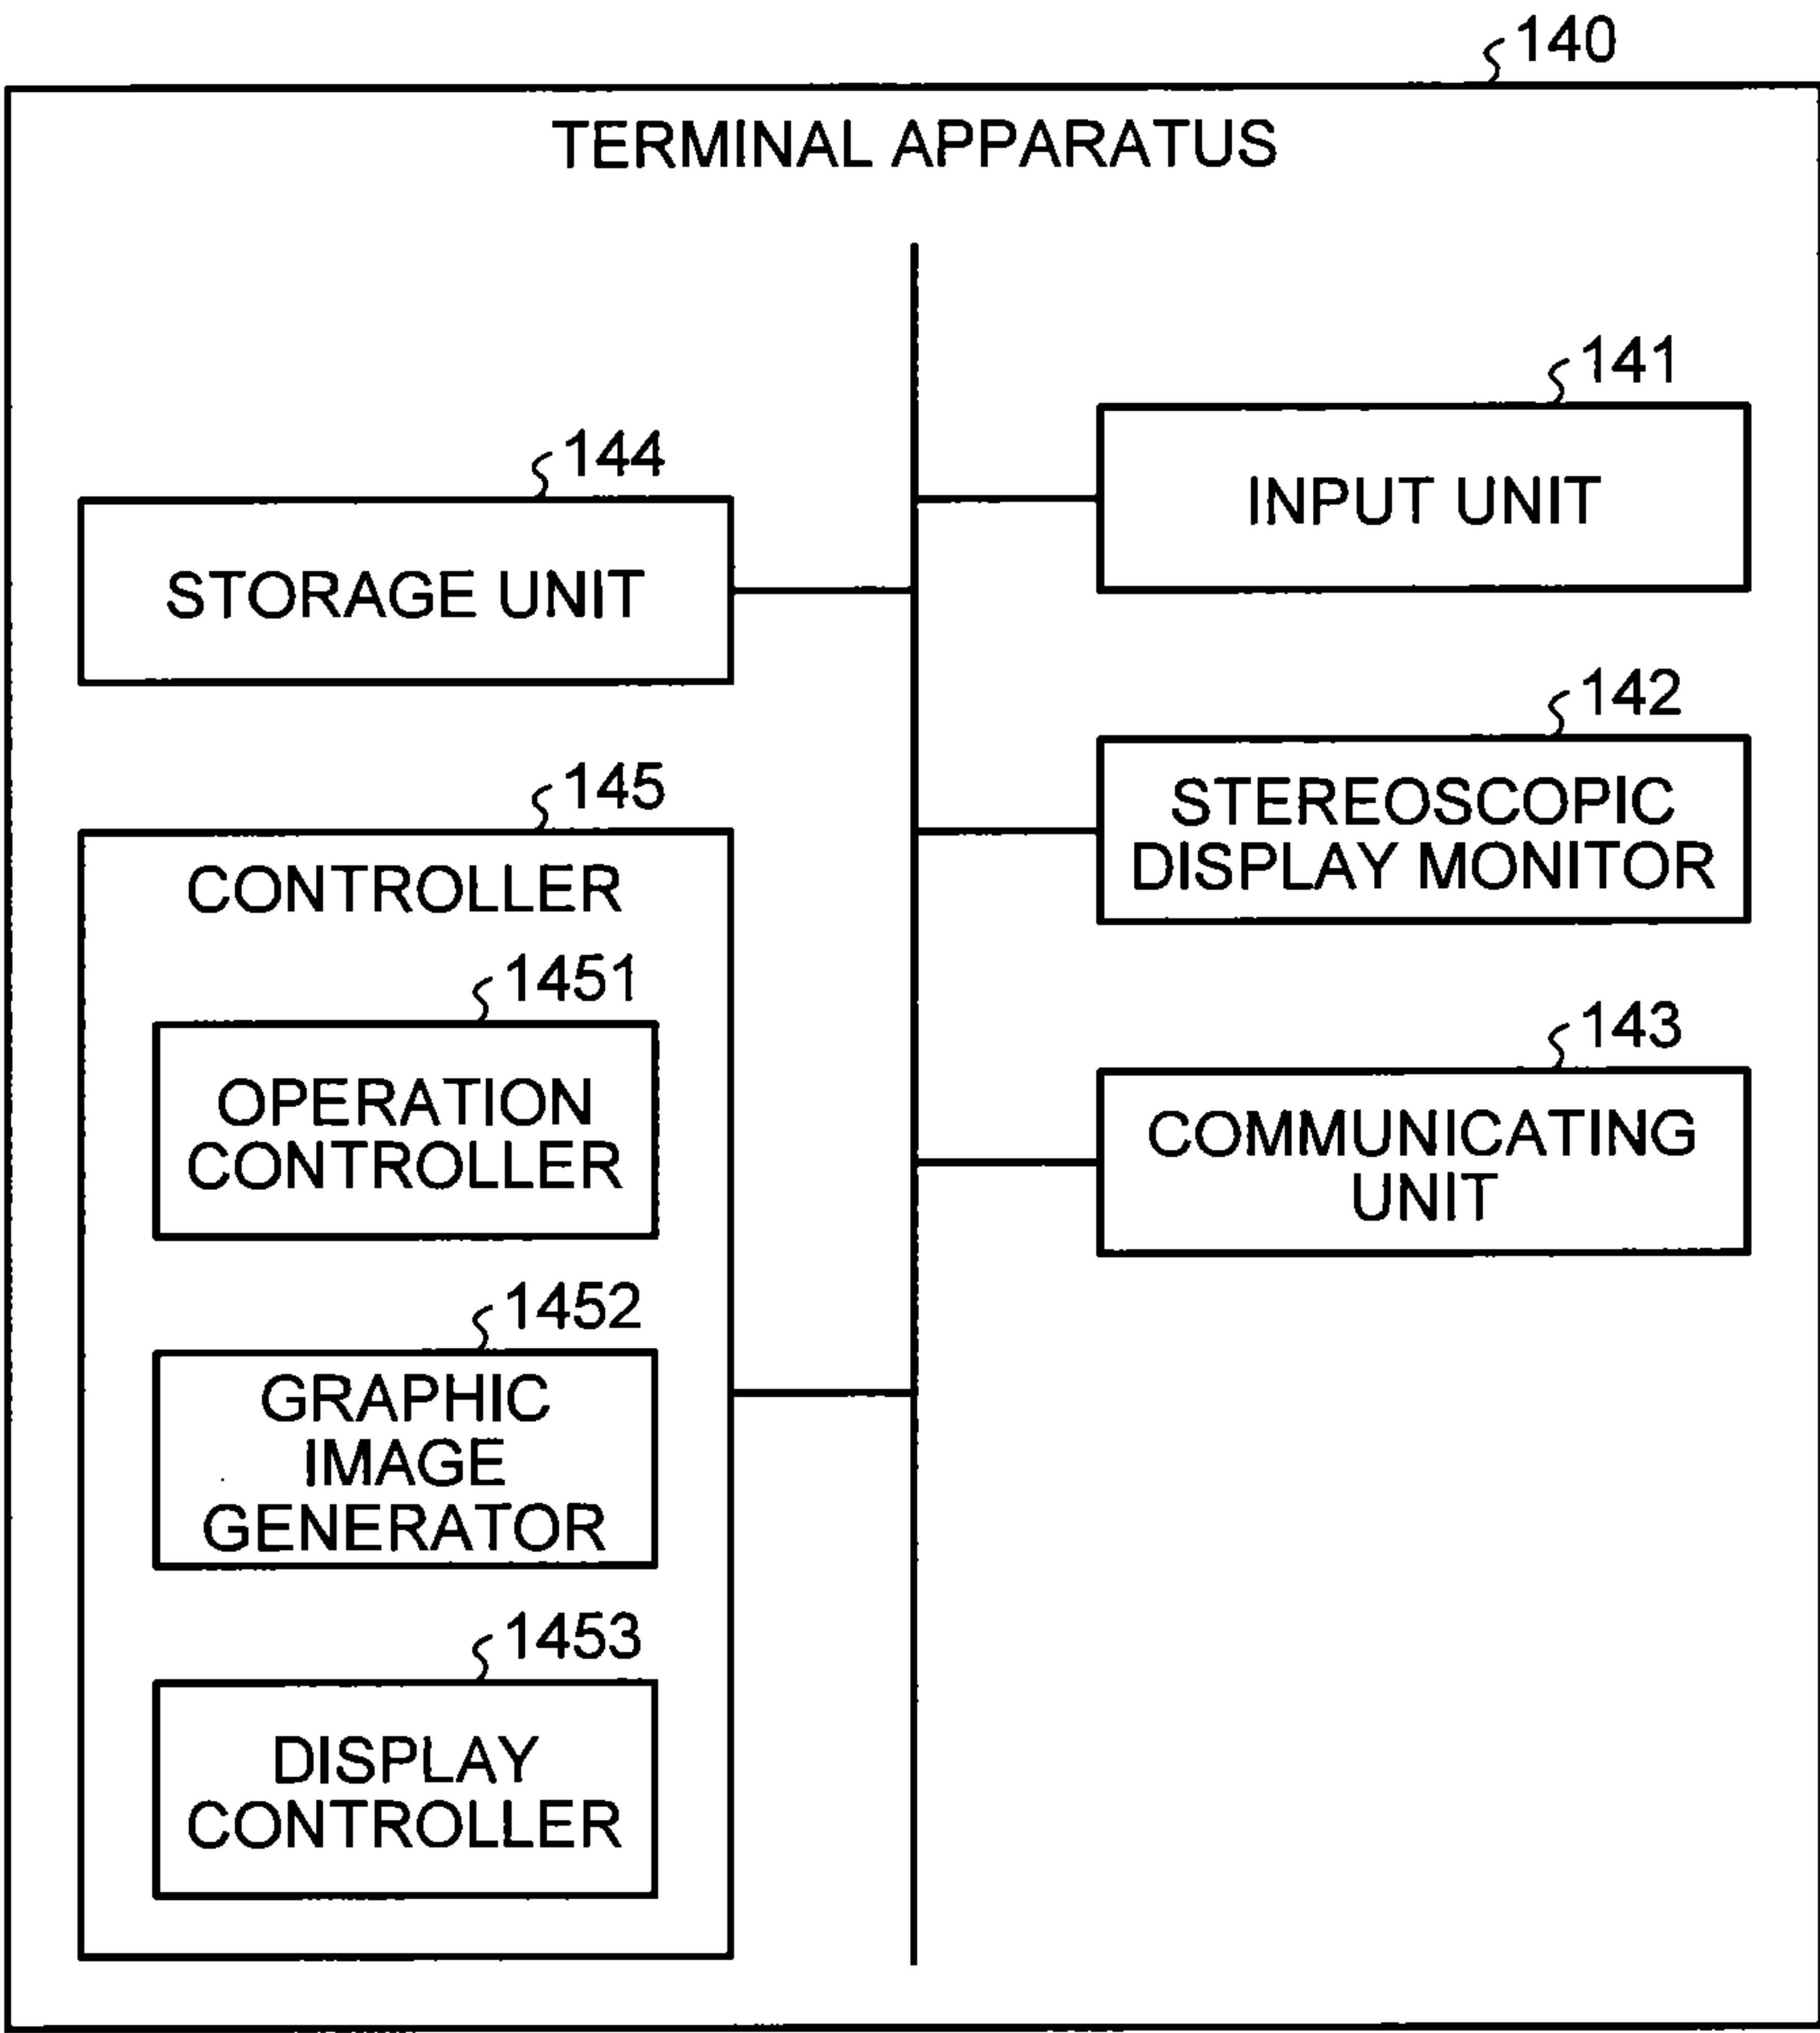 140
TERMINAL APPARATUS
141
INPUT UNIT
144
STORAGE UNIT
142
STEREOSCOPIC
DISPLAY MONITOR
145
CONTROLLER
1451
OPERATION
CONTROLLER
143
COMMUNICATING
UNIT
1452
GRAPHIC
IMAGE
GENERATOR
1453
DISPLAY
CONTROLLER